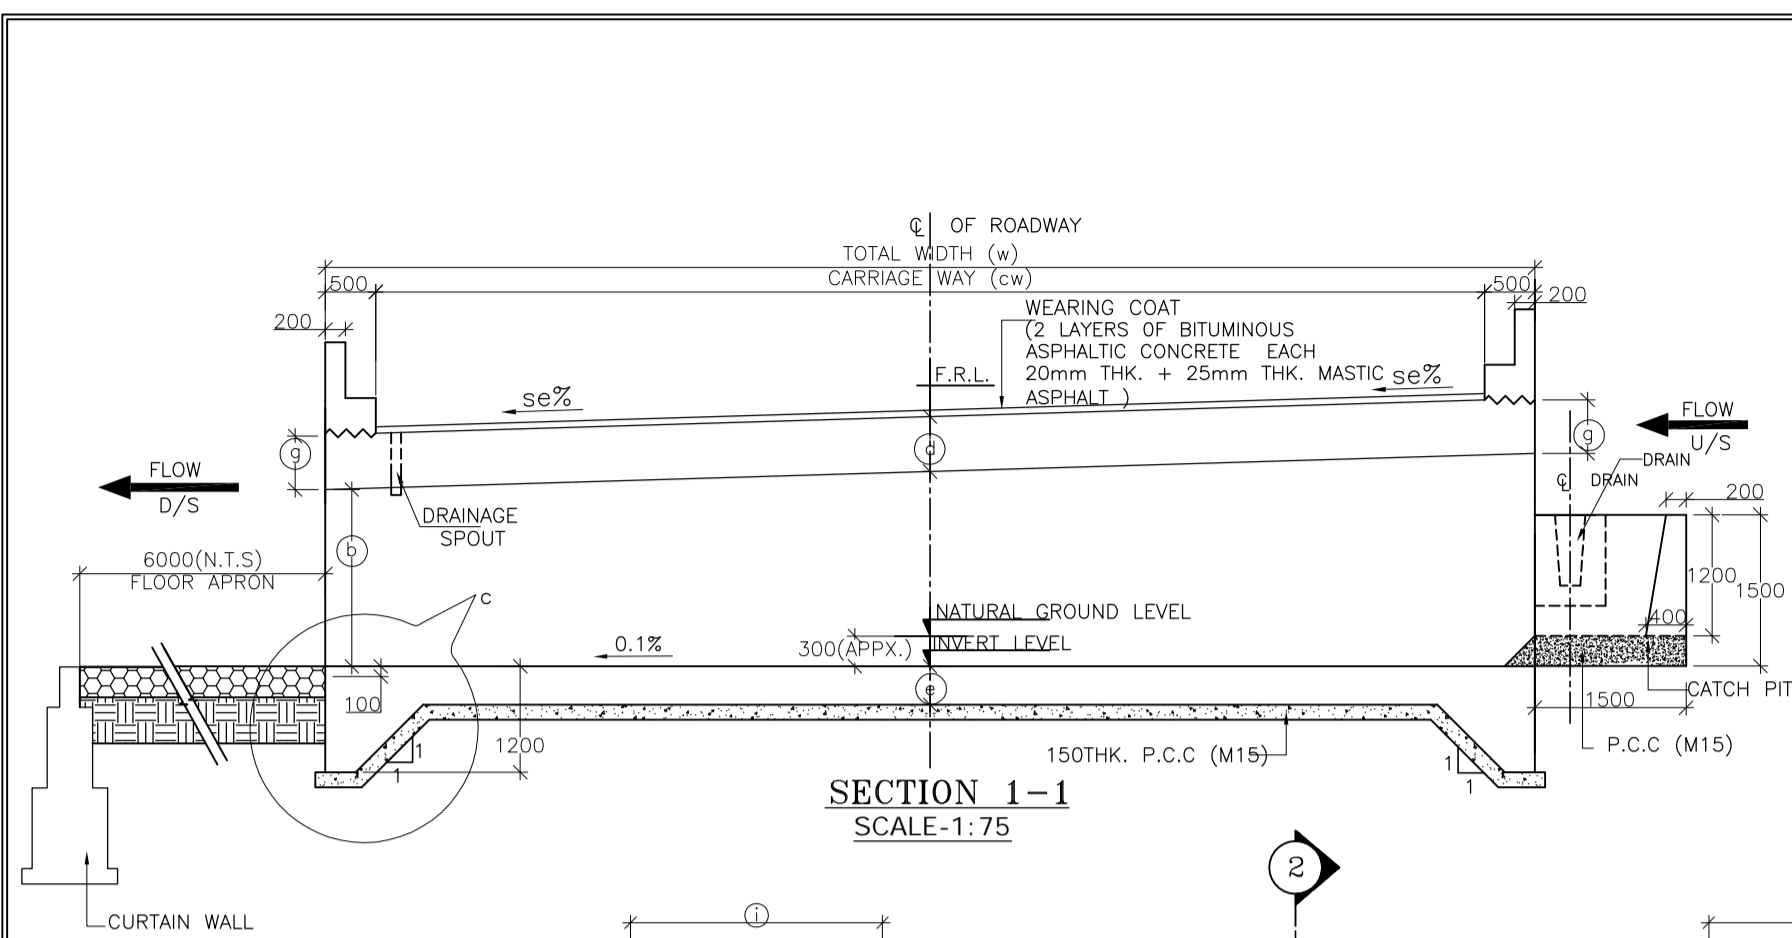 ℄ OF ROADWAY
TOTAL WIDTH (w)
CARRIAGE WAY (cw)
500
500
200
200
WEARING COAT
(2 LAYERS OF BITUMINOUS
ASPHALTIC CONCRETE EACH
20mm THK. + 25mm THK. MASTIC
ASPHALT )
F.R.L.
se%
se%
g
d
g
FLOW
U/S
FLOW
D/S
DRAIN
℄ DRAIN
200
DRAINAGE
SPOUT
b
6000(N.T.S)
FLOOR APRON
c
1200
1500
NATURAL GROUND LEVEL
400
0.1%
300(APPX.)
INVERT LEVEL
e
100
CATCH PIT
1500
1200
1
1
150THK. P.C.C (M15)
1
1
P.C.C (M15)
SECTION 1-1
SCALE-1:75
2
CURTAIN WALL
i